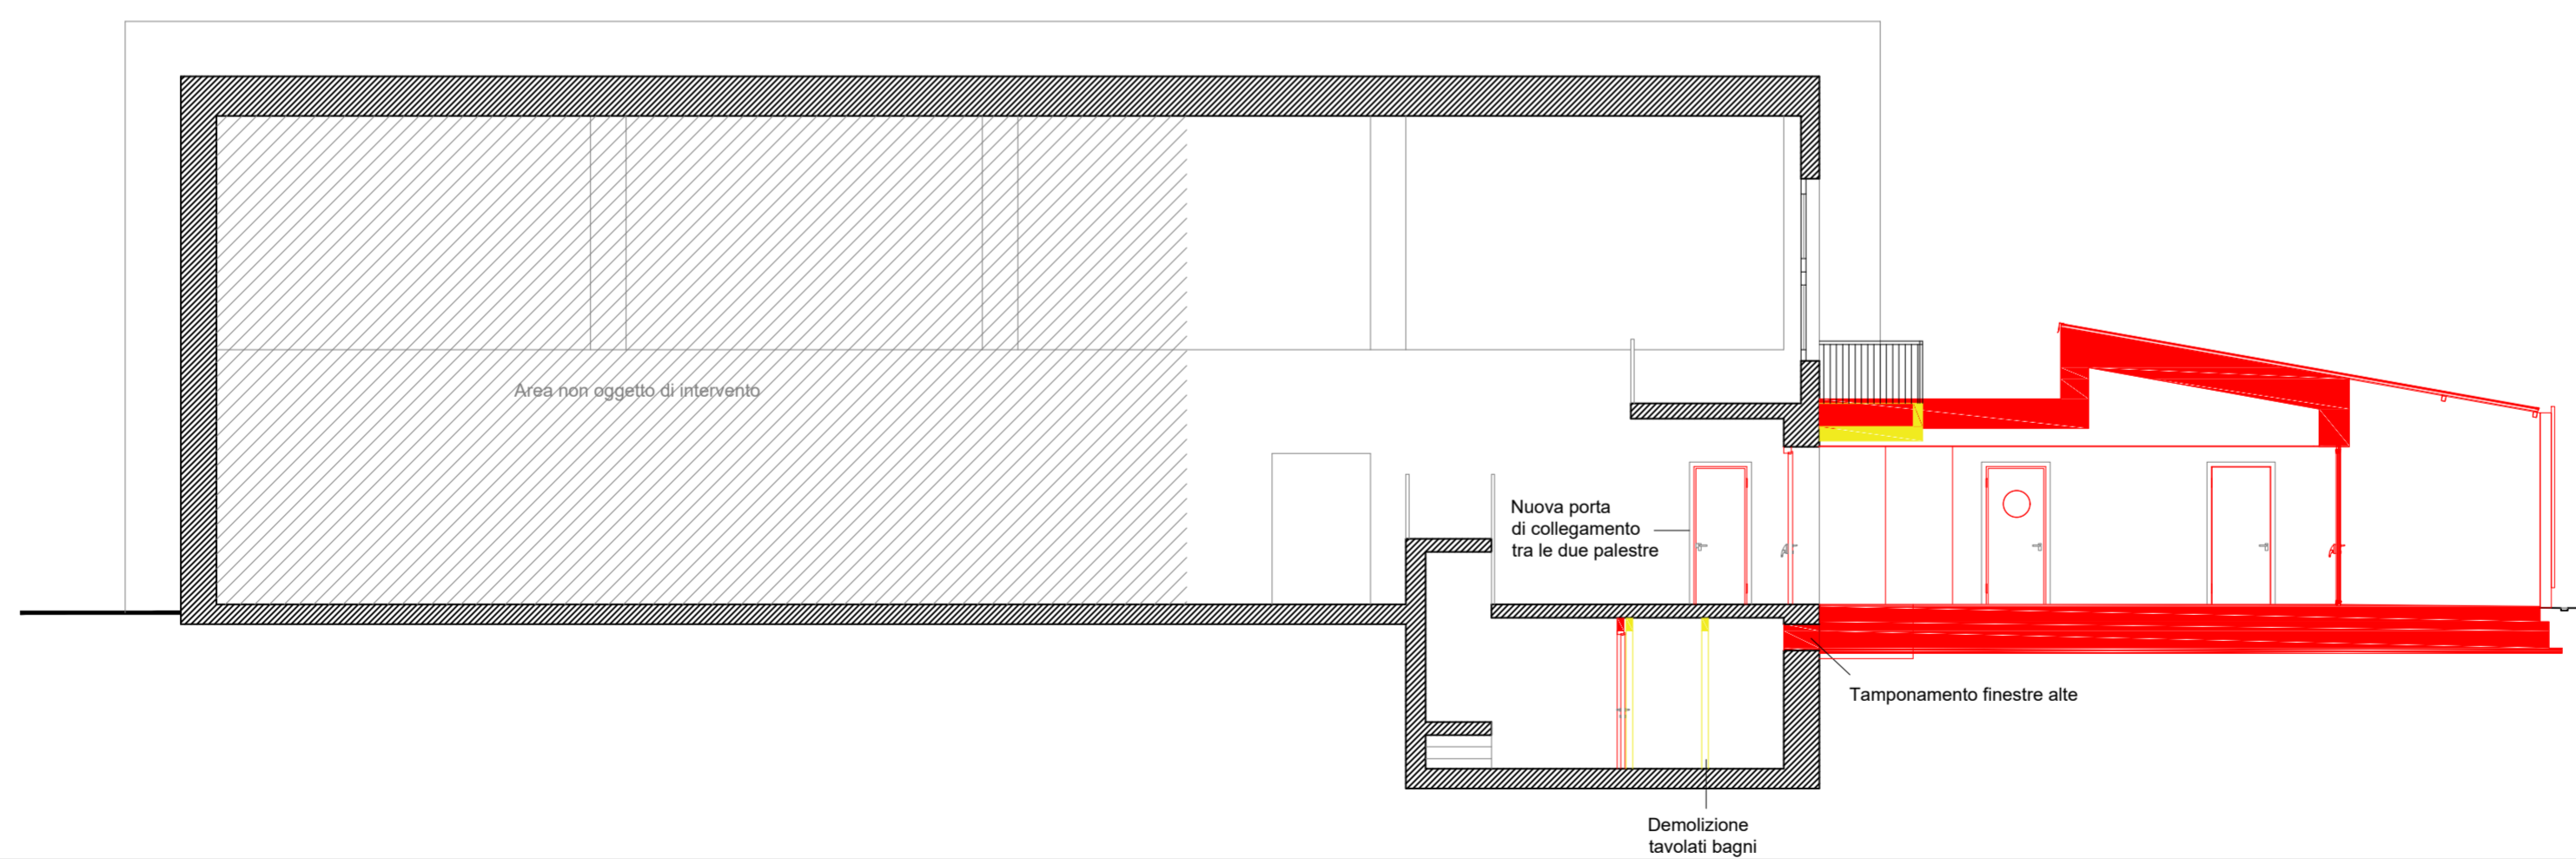 Area non oggetto di intervento
Nuova porta
di collegamento
tra le due palestre
Tamponamento finestre alte
Demolizione
tavolati bagni